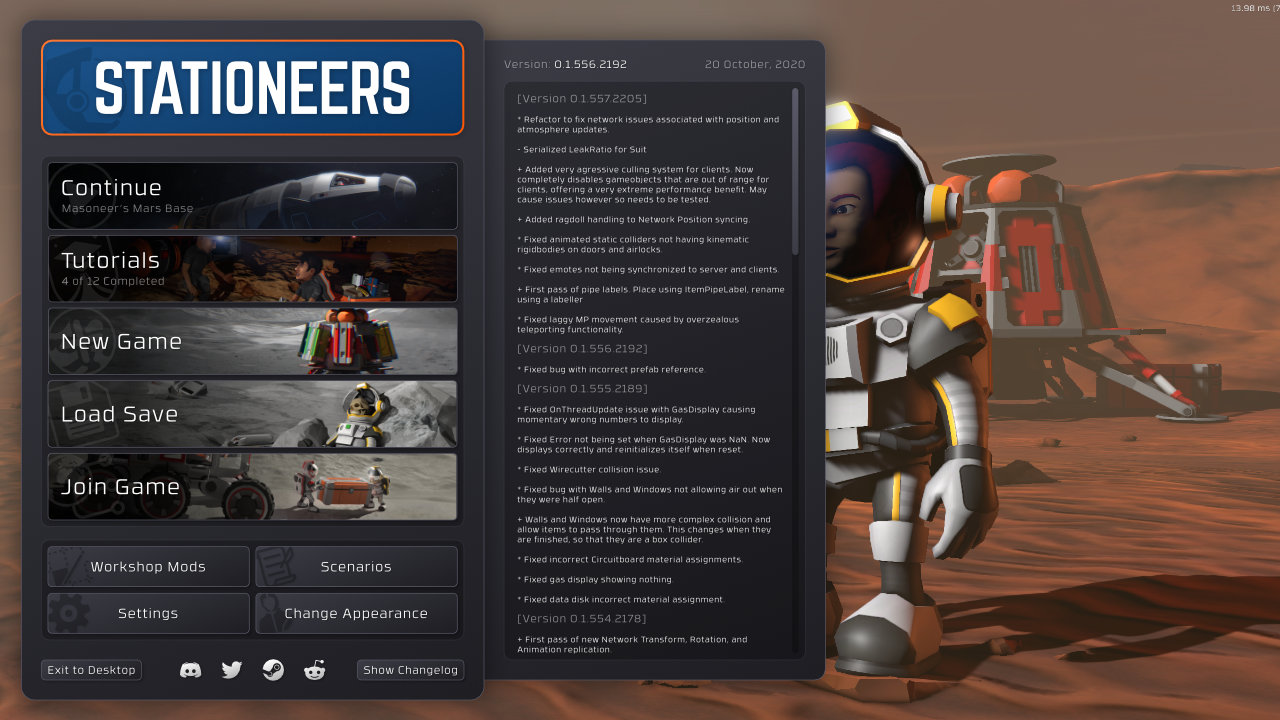 13.98 ms (7
STATIONEERS
Continue
Masoneer's Mars Base
Tutorials
4 of 12 Completed
New Game
Load Save
Join Game
Workshop Mods
Scenarios
Settings
Change Appearance
Exit to Desktop
Show Changelog
Version: 0.1.556.2192
20 October, 2020
[Version 0.1.557.2205]
* Refactor to fix network issues associated with position and
atmosphere updates.
- Serialized LeakRatio for Suit
+ Added very agressive culling system for clients. Now
completely disables gameobjects that are out of range for
clients, offering a very extreme performance benefit. May
cause issues however so needs to be tested.
+ Added ragdoll handling to Network Position syncing.
* Fixed animated static colliders not having kinematic
rigidbodies on doors and airlocks.
* Fixed emotes not being synchronized to server and clients.
+ First pass of pipe labels. Place using ItemPipeLabel, rename
using a labeller
* Fixed laggy MP movement caused by overzealous
teleporting functionality.
[Version 0.1.556.2192]
* Fixed bug with incorrect prefab reference.
[Version 0.1.555.2189]
* Fixed OnThreadUpdate issue with GasDisplay causing
momentary wrong numbers to display.
* Fixed Error not being set when GasDisplay was NaN. Now
displays correctly and reinitializes itself when reset.
* Fixed Wirecutter collision issue.
* Fixed bug with Walls and Windows not allowing air out when
they were half open.
+ Walls and Windows now have more complex collision and
allow items to pass through them. This changes when they
are finished, so that they are a box collider.
* Fixed incorrect Circuitboard material assignments.
* Fixed gas display showing nothing.
* Fixed data disk incorrect material assignment.
[Version 0.1.554.2178]
+ First pass of new Network Transform, Rotation, and
Animation replication.